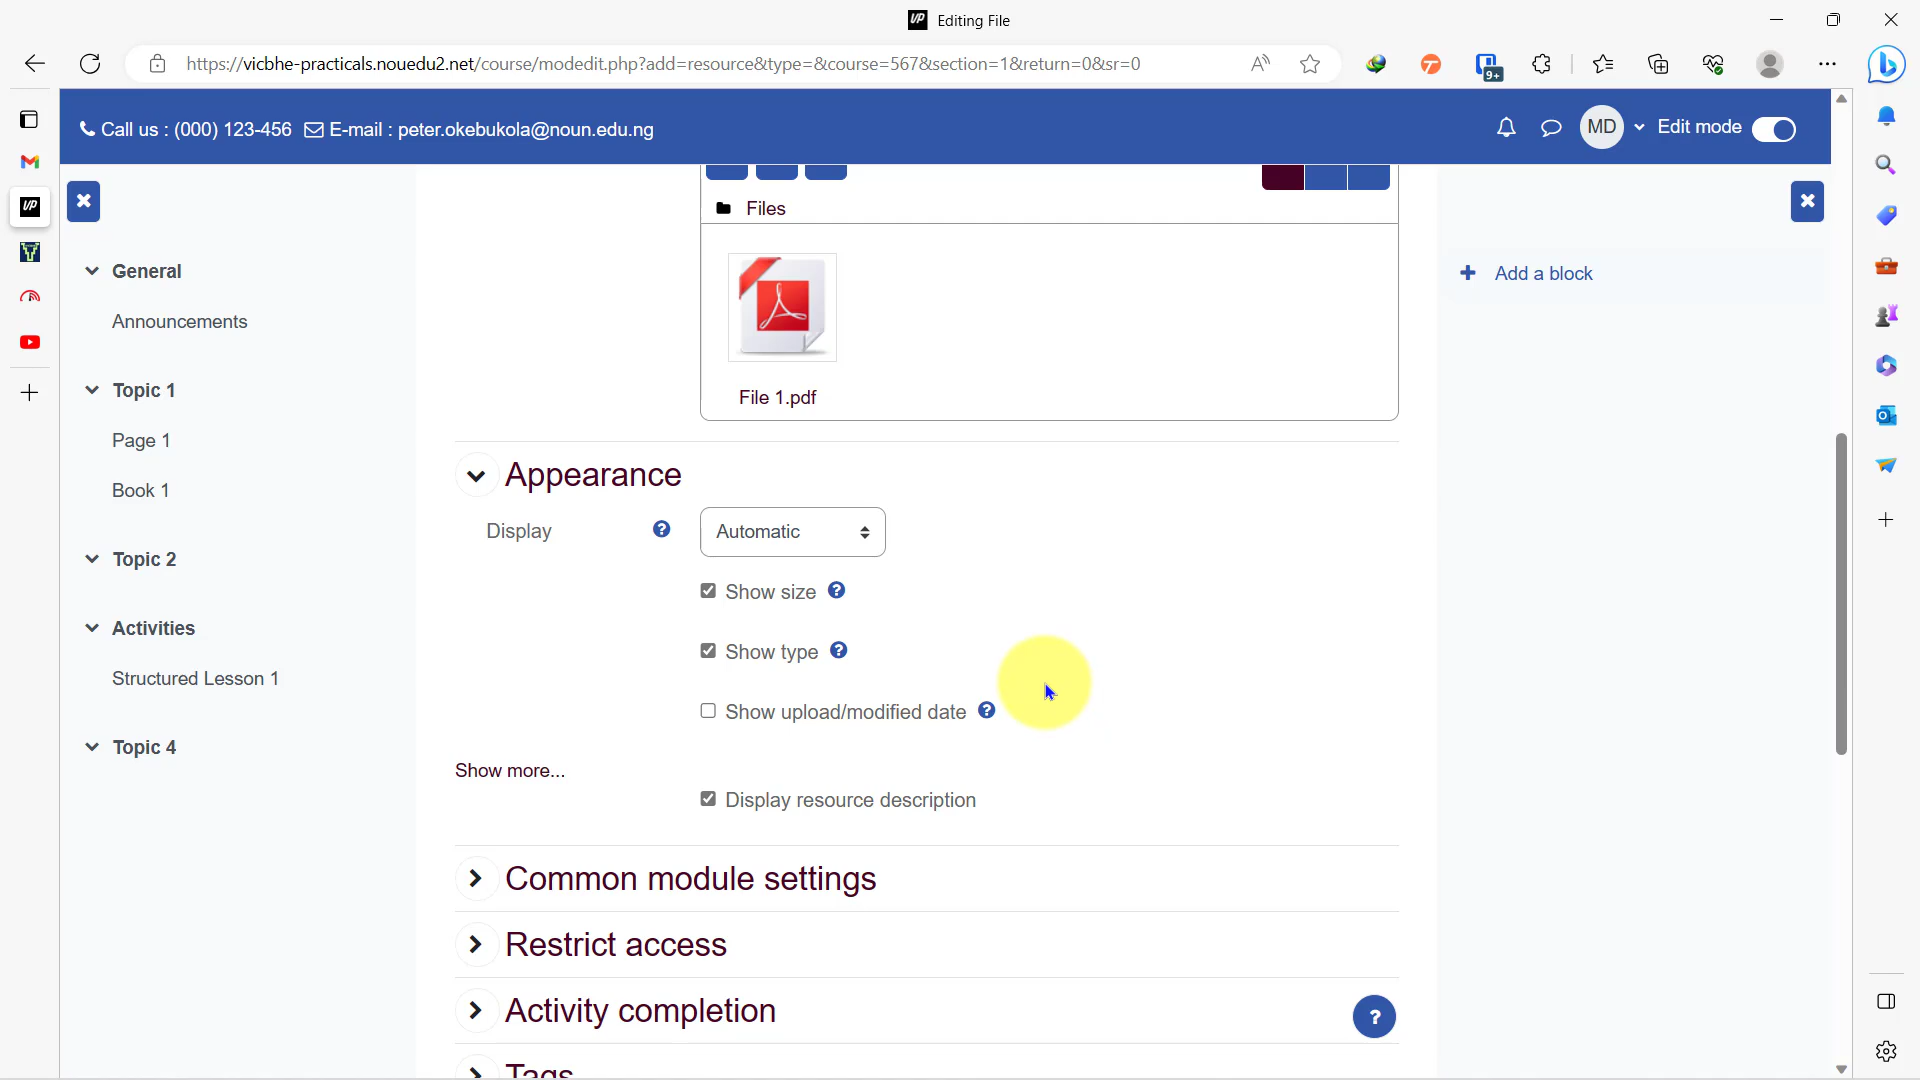 Editing File
https://vicbhe-practicals.nouedu2.net/course/modedit.php?add=resource&type=&course=567&section=1&return=0&sr=0
9+
Call us : (000) 123-456 E-mail : peter.okebukola@noun.edu.ng
MD Edit mode
Files
General
Add a block
Announcements
File 1.pdf
Topic 1
Page 1
Book 1
Appearance
Display ? Automatic
Topic 2
Show size ?
Activities
Show type ?
Structured Lesson 1
Show upload/modified date ?
Topic 4
Show more...
Display resource description
Common module settings
Restrict access
Activity completion
?
Tags